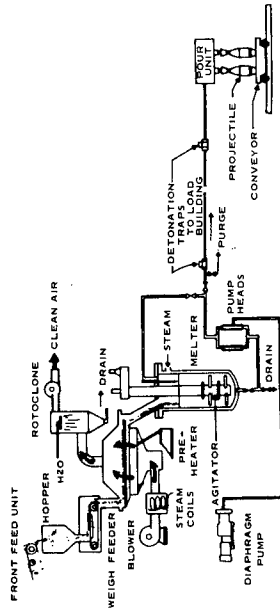 FRONT FEED UNIT
HOPPER
H2O
ROTOCLONE
CLEAN AIR
WEIGH FEEDER
BLOWER
STEAM
COILS
PRE-
HEATER
DRAIN
STEAM
MELTER
AGITATOR
DIAPHRAGM
PUMP
DRAIN
PUMP
HEADS
DETONATION
TRAPS
TO LOAD
BUILDING
PURGE
POUR
UNIT
PROJECTILE
CONVEYOR